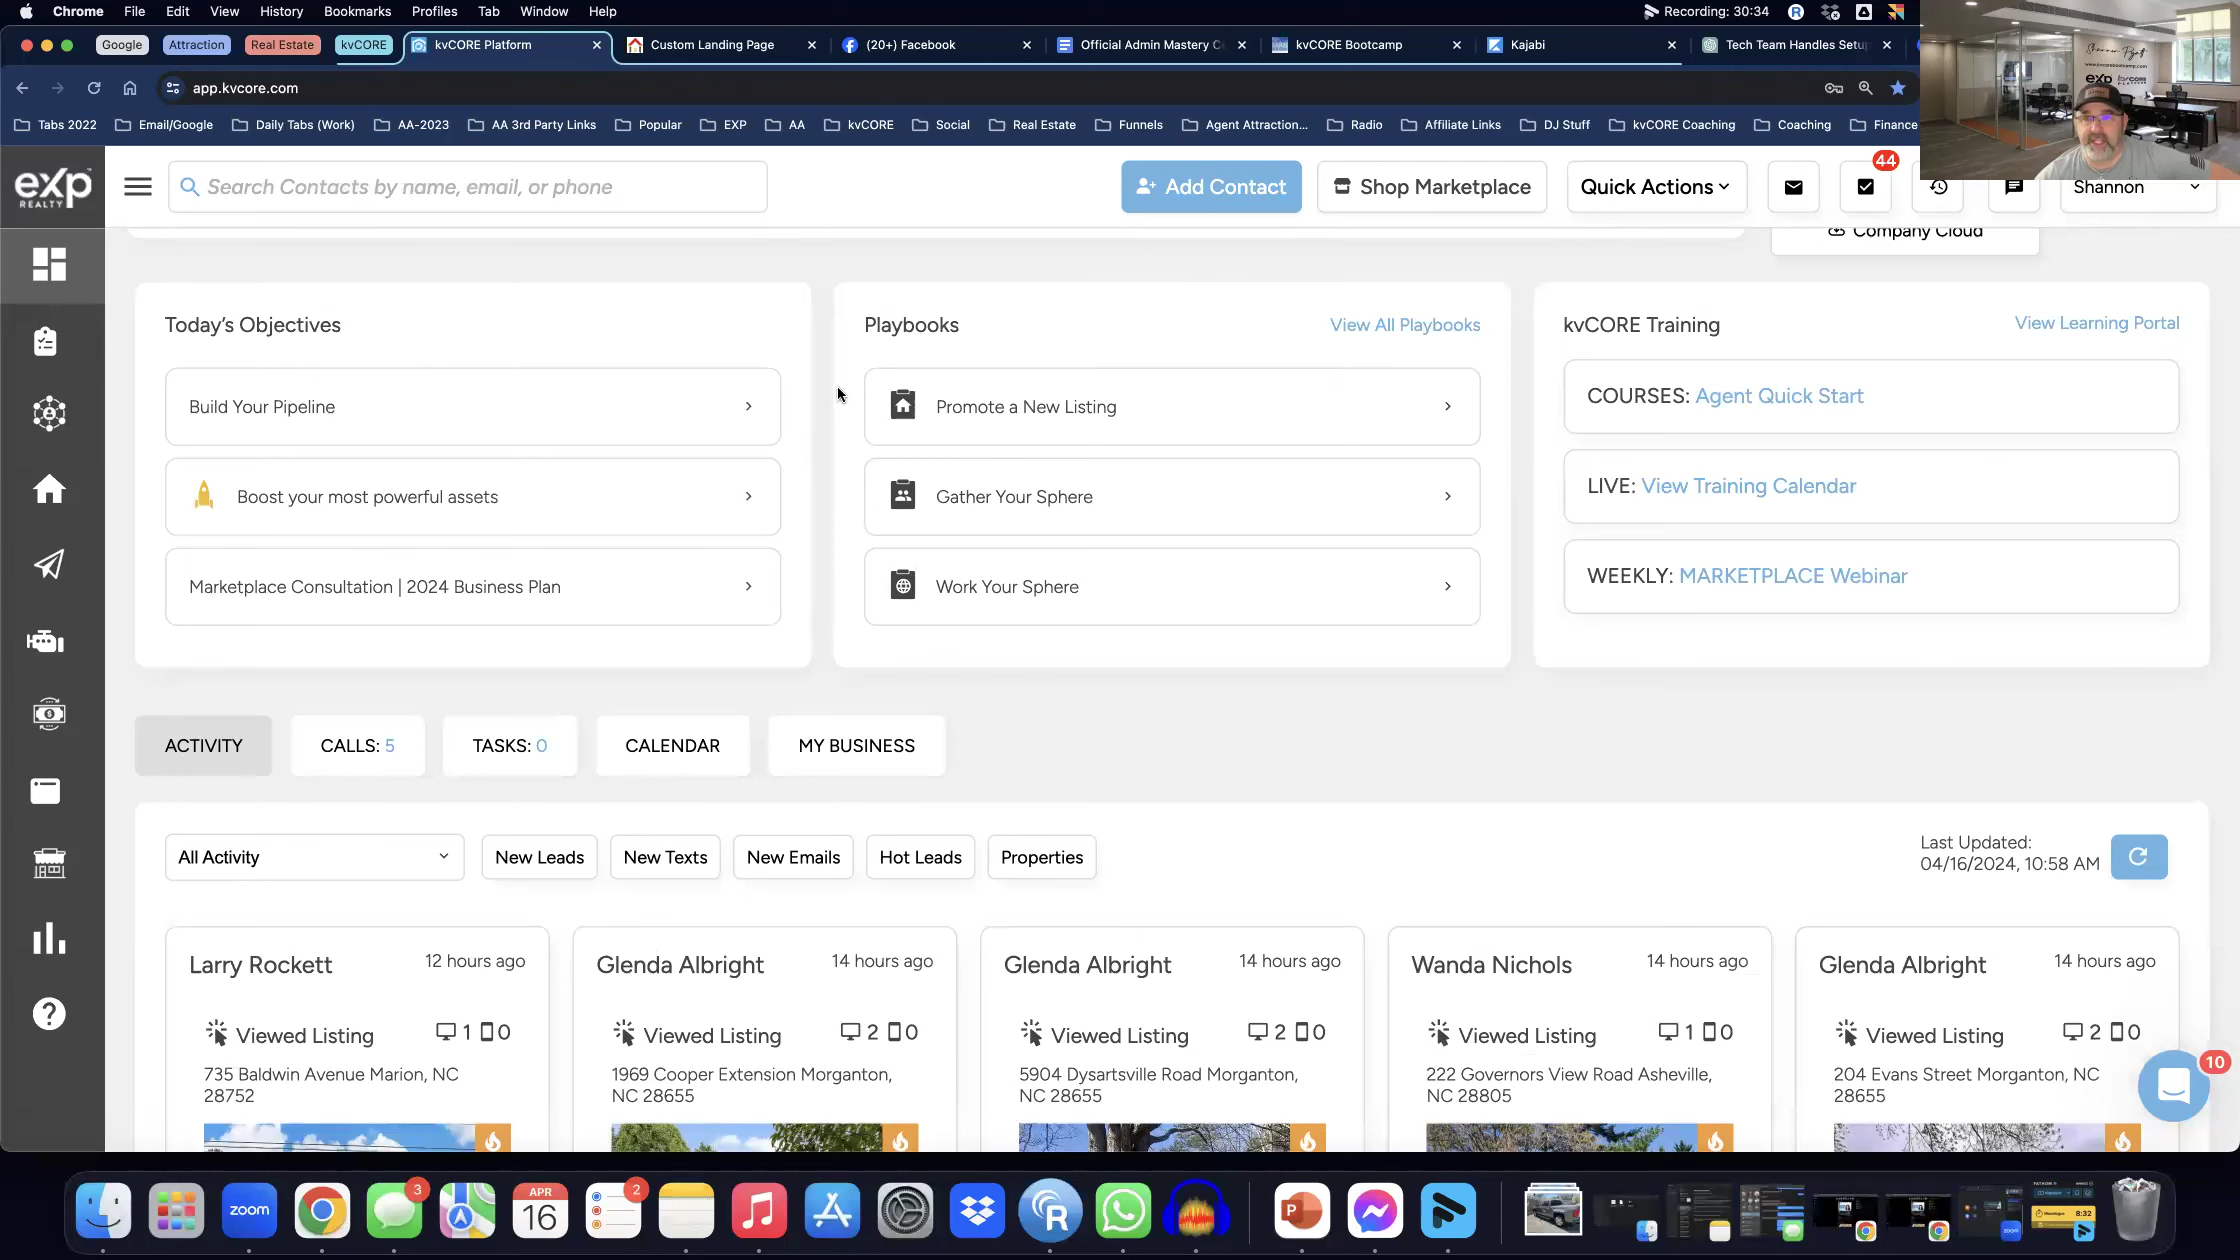 Chrome File Edit View History Bookmarks Profiles Tab Window Help Recording: 30:34
Google Attraction Real Estate kvCORE kvCORE Platform Custom Landing Page (20+) Facebook Official Admin Mastery C kvCORE Bootcamp Kajabi Tech Team Handles Setu
app.kvcore.com
Tabs 2022 Email/Google Daily Tabs (Work) AA-2023 AA 3rd Party Links Popular EXP AA kvCORE Social Real Estate Funnels Agent Attraction... Radio Affiliate Links DJ Stuff kvCORE Coaching Coaching Finance
www.kvcorebootcamp.com
eXp kvcore
eXp REALTY
Search Contacts by name, email, or phone
Add Contact Shop Marketplace Quick Actions 44 Shannon
Company Cloud
Today's Objectives
Build Your Pipeline
Boost your most powerful assets
Marketplace Consultation | 2024 Business Plan
Playbooks View All Playbooks
Promote a New Listing
Gather Your Sphere
Work Your Sphere
kvCORE Training View Learning Portal
COURSES: Agent Quick Start
LIVE: View Training Calendar
WEEKLY: MARKETPLACE Webinar
ACTIVITY CALLS: 5 TASKS: 0 CALENDAR MY BUSINESS
All Activity New Leads New Texts New Emails Hot Leads Properties
Last Updated:
04/16/2024, 10:58 AM
Larry Rockett 12 hours ago
Viewed Listing 1 0
735 Baldwin Avenue Marion, NC
28752
Glenda Albright 14 hours ago
Viewed Listing 2 0
1969 Cooper Extension Morganton,
NC 28655
Glenda Albright 14 hours ago
Viewed Listing 2 0
5904 Dysartsville Road Morganton,
NC 28655
Wanda Nichols 14 hours ago
Viewed Listing 1 0
222 Governors View Road Asheville,
NC 28805
Glenda Albright 14 hours ago
Viewed Listing 2 0
204 Evans Street Morganton, NC
28655
10
zoom 3 APR 16 2
8:32